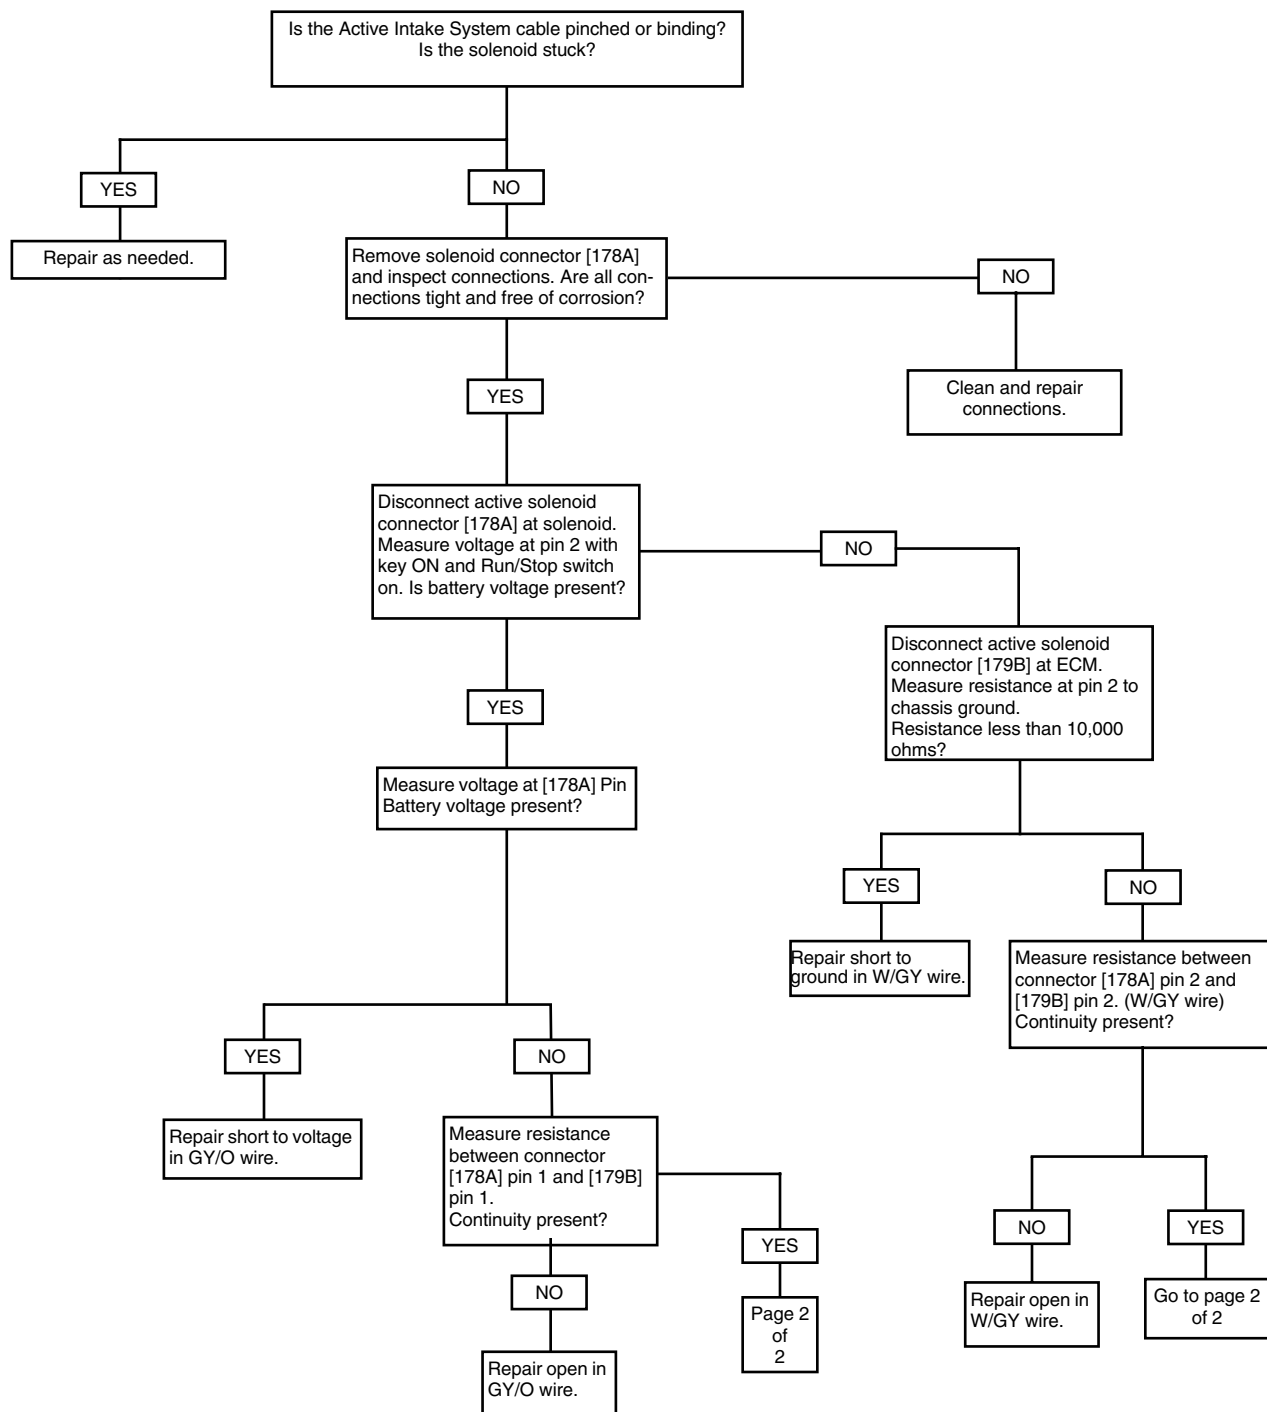 Is the Active Intake System cable pinched or binding?
Is the solenoid stuck?
YES
NO
Repair as needed.
Remove solenoid connector [178A]
and inspect connections. Are all con-
nections tight and free of corrosion?
NO
YES
Clean and repair
connections.
Disconnect active solenoid
connector [178A] at solenoid.
Measure voltage at pin 2 with
key ON and Run/Stop switch
on. Is battery voltage present?
NO
Disconnect active solenoid
connector [179B] at ECM.
Measure resistance at pin 2 to
chassis ground.
Resistance less than 10,000
ohms?
YES
Measure voltage at [178A] Pin
Battery voltage present?
YES
NO
Repair short to
ground in W/GY wire.
Measure resistance between
connector [178A] pin 2 and
[179B] pin 2. (W/GY wire)
Continuity present?
YES
NO
Repair short to voltage
in GY/O wire.
Measure resistance
between connector
[178A] pin 1 and [179B]
pin 1.
Continuity present?
YES
NO
YES
NO
Page 2
of
2
Repair open in
W/GY wire.
Go to page 2
of 2
Repair open in
GY/O wire.